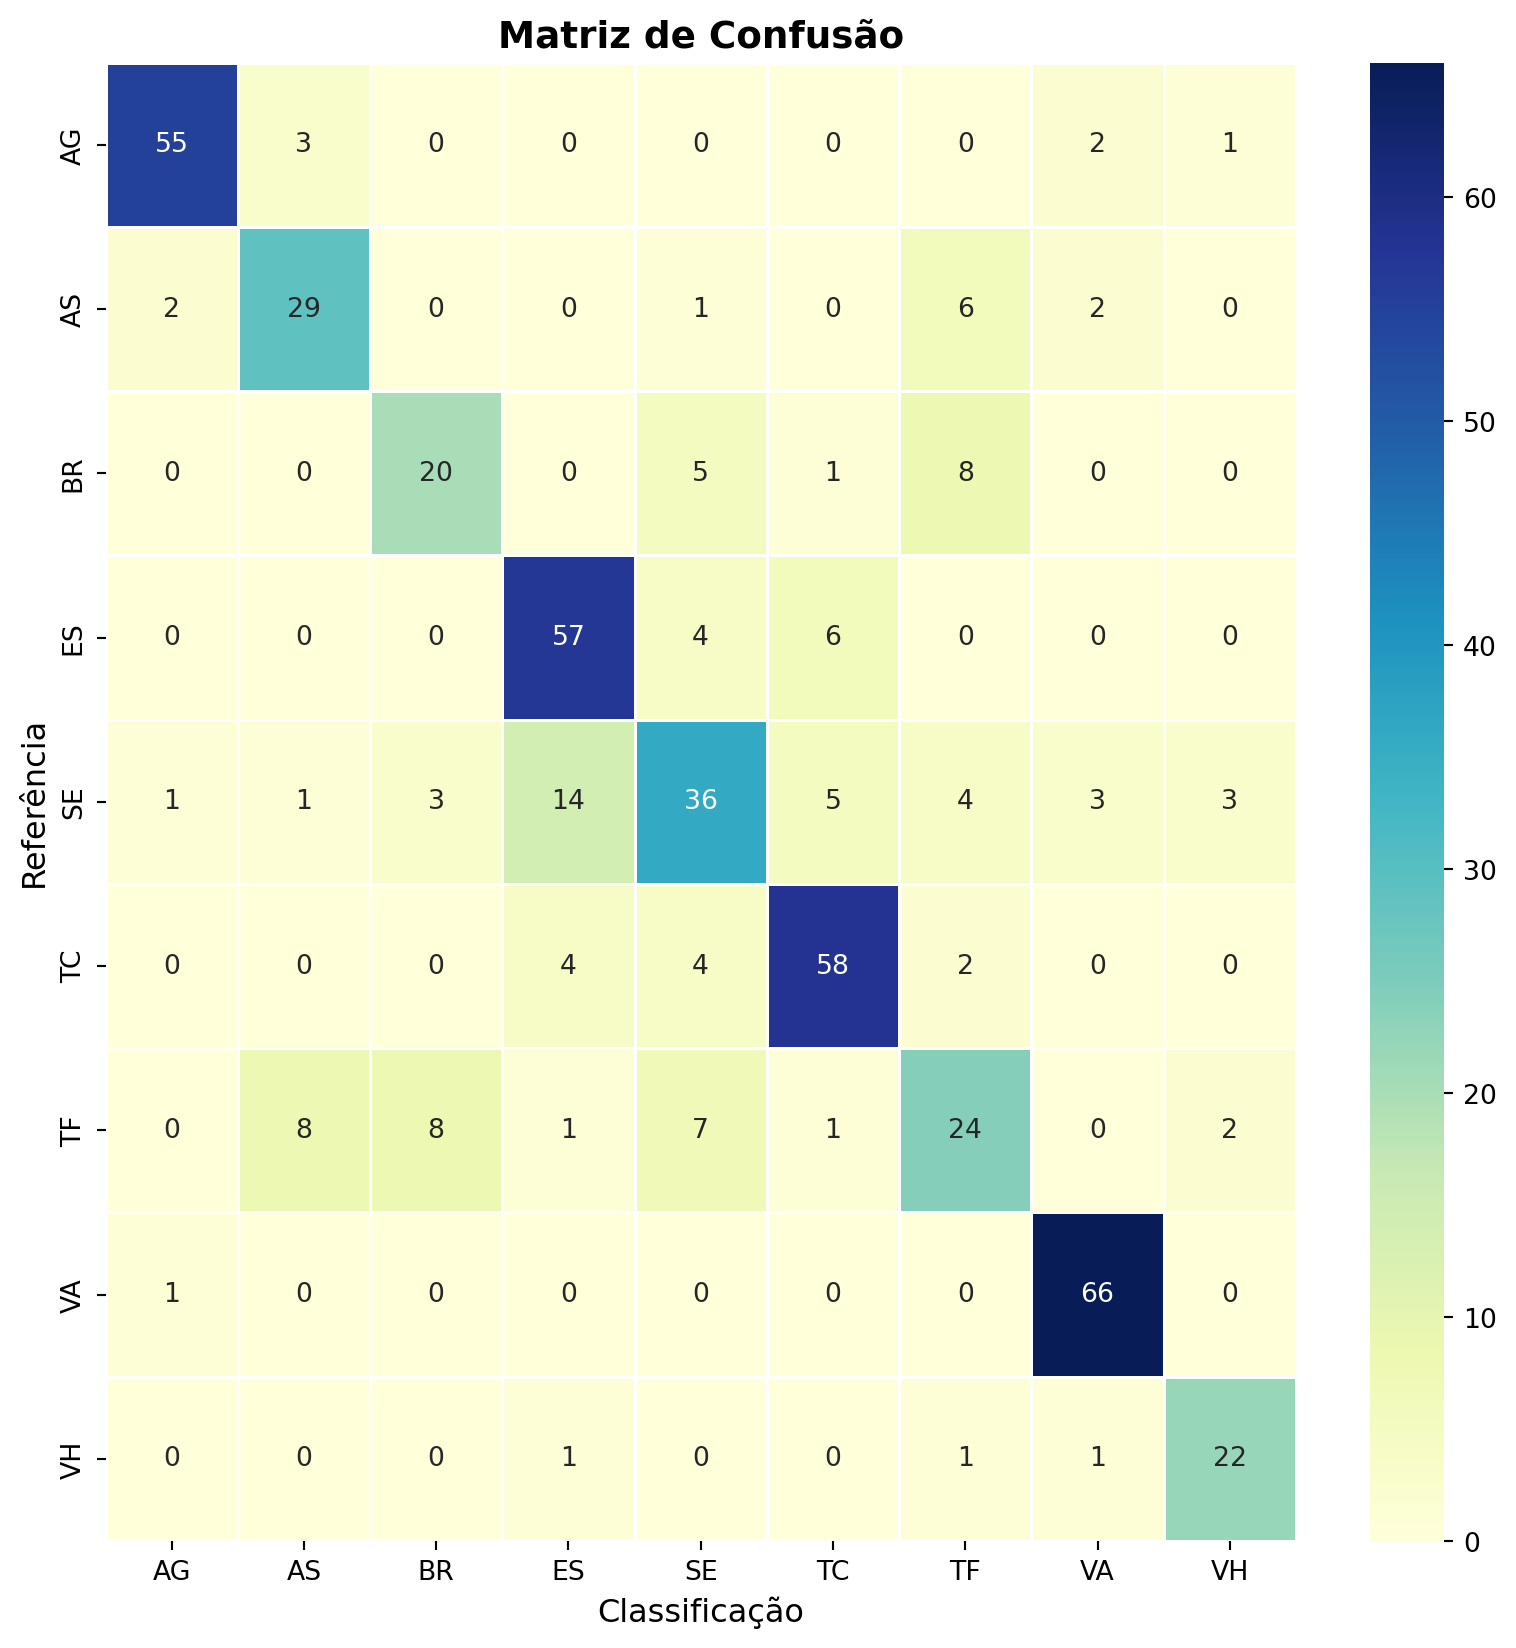 Matriz de Confusão
AG 55 3 0 0 0 0 0 2 1
AS 2 29 0 0 1 0 6 2 0
BR 0 0 20 0 5 1 8 0 0
ES 0 0 0 57 4 6 0 0 0
SE 1 1 3 14 36 5 4 3 3
TC 0 0 0 4 4 58 2 0 0
TF 0 8 8 1 7 1 24 0 2
VA 1 0 0 0 0 0 0 66 0
VH 0 0 0 1 0 0 1 1 22
AG AS BR ES SE TC TF VA VH
Classificação
Referência
60
50
40
30
20
10
0